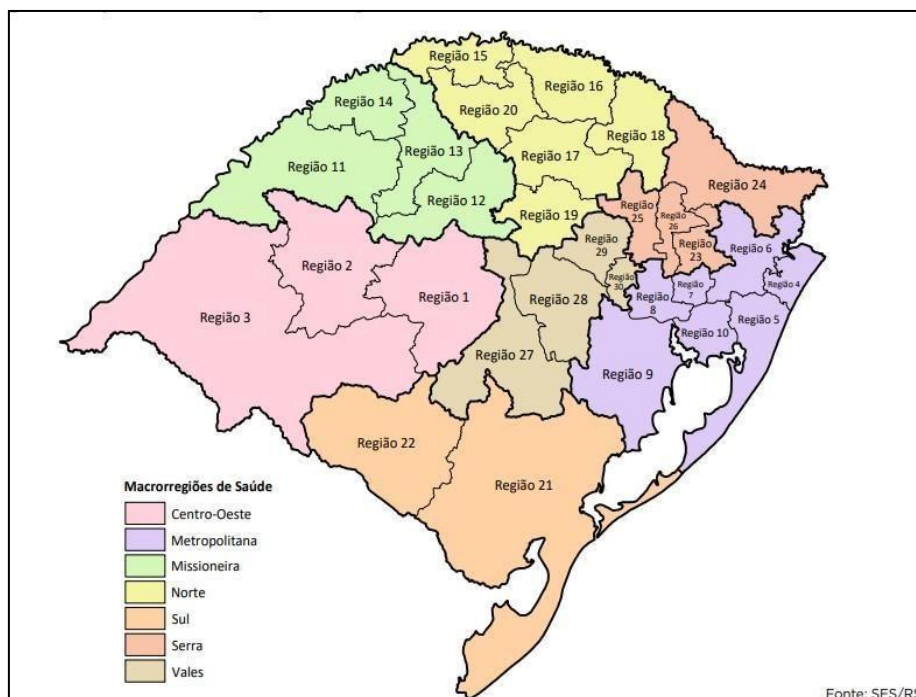 Região 15
Região 16
Região 14
Região 20
Região 18
Região 13
Região 17
Região 11
Região 24
Região 12
Região 19
Região
25
Região
26
Região
23
Região
29
Região 6
Região 2
Região
30
Região
7
Região 4
Região 1
Região 28
Região
8
Região 3
Região 5
Região 10
Região 27
Região 9
Região 22
Região 21
Macrorregiões de Saúde
Centro-Oeste
Metropolitana
Missioneira
Norte
Sul
Serra
Vales
Fonte: SES/RS